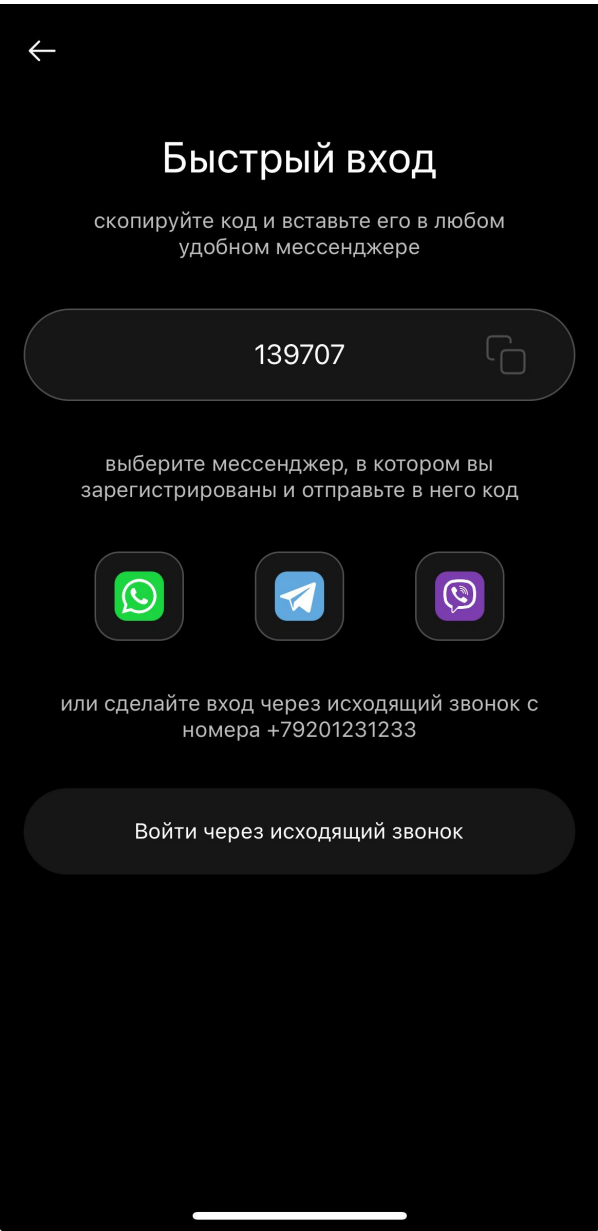 Быстрый вход
скопируйте код и вставьте его в любом
удобном мессенджере
139707
выберите мессенджер, в котором вы
зарегистрированы и отправьте в него код
или сделайте вход через исходящий звонок с
номера +79201231233
Войти через исходящий звонок